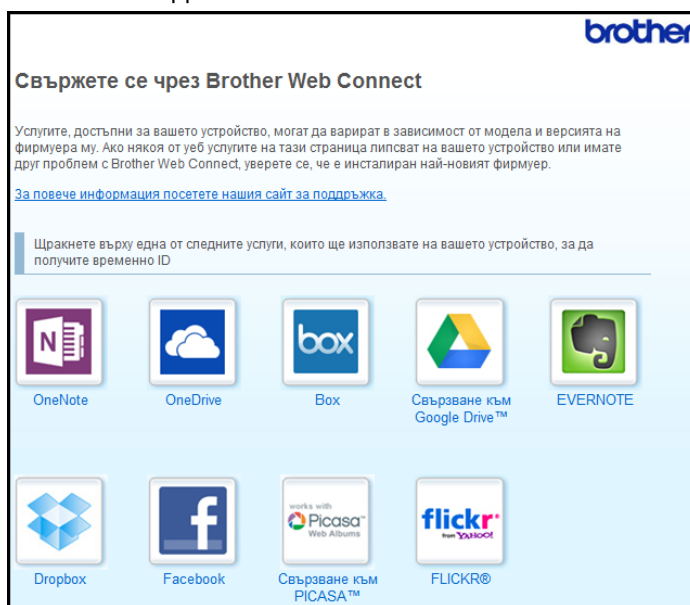 brother
Свържете се чрез Brother Web Connect
Услугите, достъпни за вашето устройство, могат да варират в зависимост от модела и версията на
фирмуера му. Ако някоя от уеб услугите на тази страница липсват на вашето устройство или имате
друг проблем с Brother Web Connect, уверете се, че е инсталиран най-новият фирмуер.
За повече информация посетете нашия сайт за поддръжка.
Щракнете върху една от следните услуги, които ще използвате на вашето устройство, за да
получите временно ID
N
box
OneNote OneDrive Box Свързване към EVERNOTE
Google Drive™
f
works with
Picasa™
Web Albums
flickr
from YAHOO!
Dropbox Facebook Свързване към FLICKR®
PICASA™